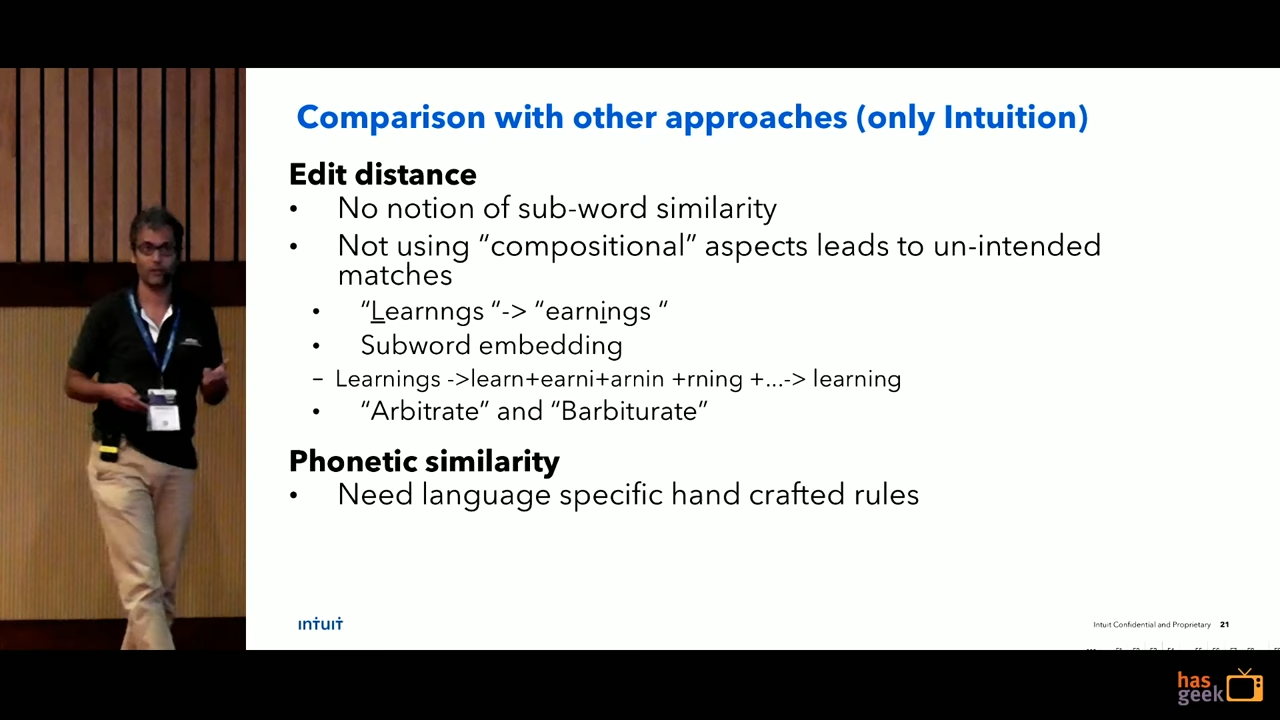 Comparison with other approaches (only Intuition)
Edit distance
• No notion of sub-word similarity
• Not using “compositional” aspects leads to un-intended
matches
• “Learnngs “-> “earnings “
• Subword embedding
– Learnings ->learn+earni+arnin +rning +...-> learning
• “Arbitrate” and “Barbiturate”
Phonetic similarity
• Need language specific hand crafted rules
intuit
Intuit Confidential and Proprietary 21
has
geek